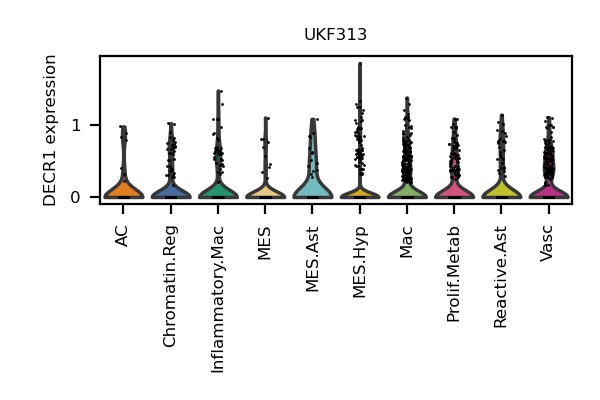 UKF313
DECR1 expression
1
0
AC
Chromatin.Reg
Inflammatory.Mac
MES
MES.Ast
MES.Hyp
Mac
Prolif.Metab
Reactive.Ast
Vasc